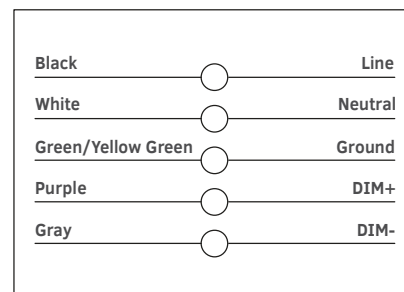 Black Line
White Neutral
Green/Yellow Green Ground
Purple DIM+
Gray DIM-